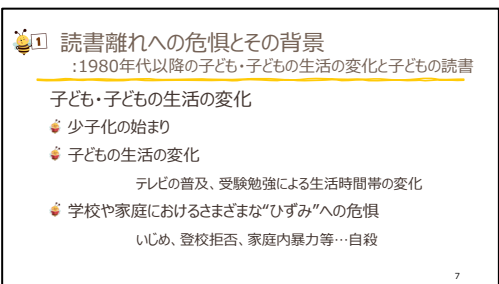 1 読書離れへの危惧とその背景
:1980年代以降の子ども・子どもの生活の変化と子どもの読書
子ども・子どもの生活の変化
少子化の始まり
子どもの生活の変化
テレビの普及、受験勉強による生活時間帯の変化
学校や家庭におけるさまざまな“ひずみ”への危惧
いじめ、登校拒否、家庭内暴力等…自殺
7